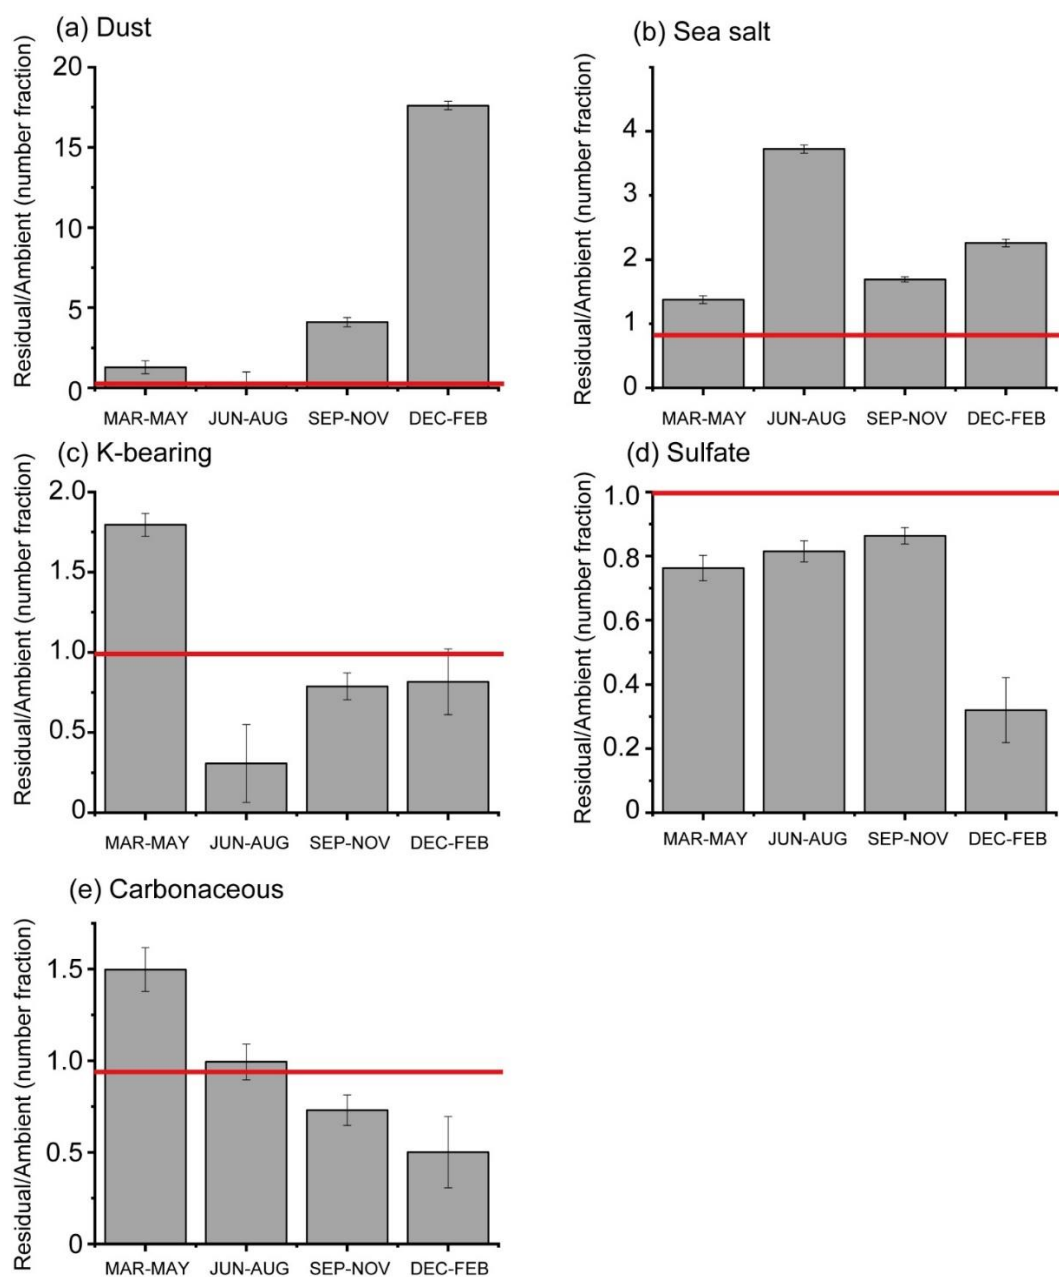 (a) Dust
Residual/Ambient (number fraction)
20
15
10
5
0
MAR-MAY JUN-AUG SEP-NOV DEC-FEB
(b) Sea salt
Residual/Ambient (number fraction)
4
3
2
1
0
MAR-MAY JUN-AUG SEP-NOV DEC-FEB
(c) K-bearing
Residual/Ambient (number fraction)
2.0
1.5
1.0
0.5
0
MAR-MAY JUN-AUG SEP-NOV DEC-FEB
(d) Sulfate
Residual/Ambient (number fraction)
1.0
0.8
0.6
0.4
0.2
0
MAR-MAY JUN-AUG SEP-NOV DEC-FEB
(e) Carbonaceous
Residual/Ambient (number fraction)
1.5
1.0
0.5
0
MAR-MAY JUN-AUG SEP-NOV DEC-FEB